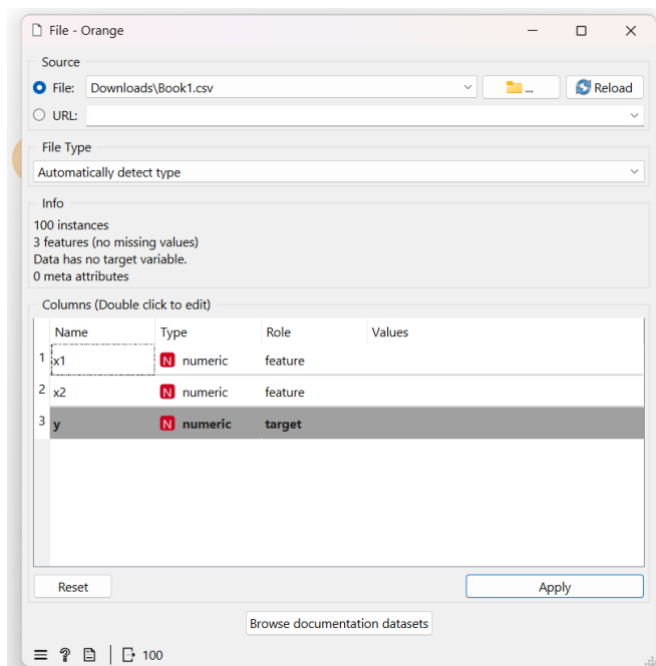 File - Orange
Source
File: Downloads\Book1.csv ... Reload
URL:
File Type
Automatically detect type
Info
100 instances
3 features (no missing values)
Data has no target variable.
0 meta attributes
Columns (Double click to edit)
Name Type Role Values
1 x1 N numeric feature
2 x2 N numeric feature
3 y N numeric target
Reset Apply
Browse documentation datasets
? 100